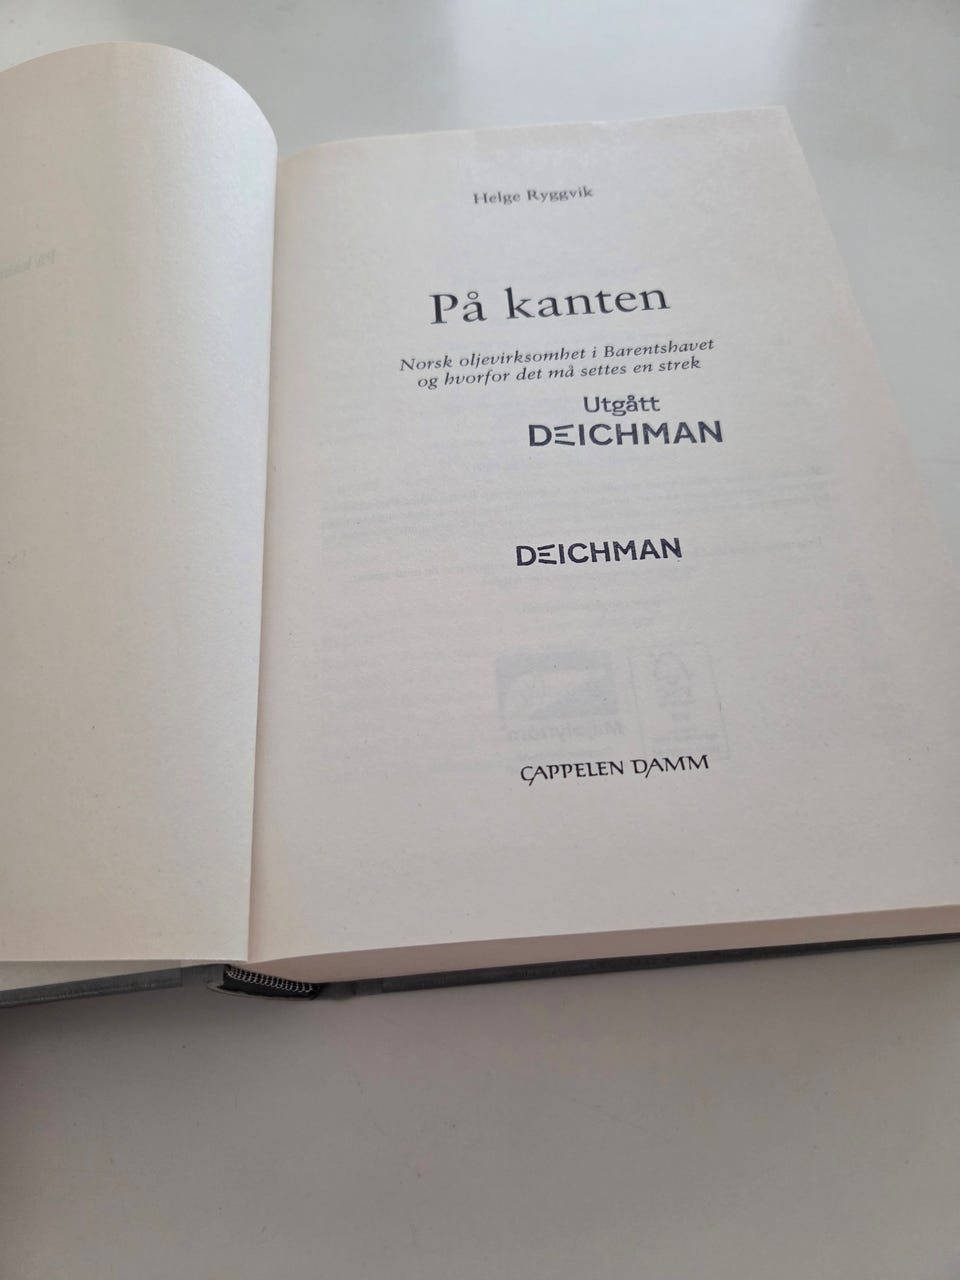 Helge Ryggvik
På kanten
Norsk oljevirksomhet i Barentshavet
og hvorfor det må settes en strek
Utgått
DEICHMAN
DEICHMAN
CAPPELEN DAMM